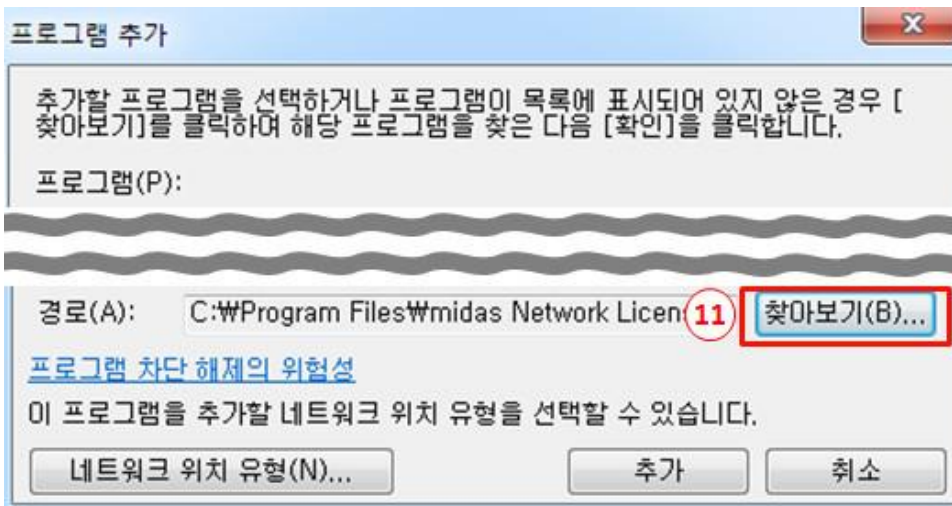 프로그램 추가
추가할 프로그램을 선택하거나 프로그램이 목록에 표시되어 있지 않은 경우 [
찾아보기]를 클릭하여 해당 프로그램을 찾은 다음 [확인]을 클릭합니다.
프로그램(P):
경로(A): C:₩Program Files₩midas Network Licen 11 찾아보기(B)...
프로그램 차단 해제의 위험성
이 프로그램을 추가할 네트워크 위치 유형을 선택할 수 있습니다.
네트워크 위치 유형(N)... 추가 취소